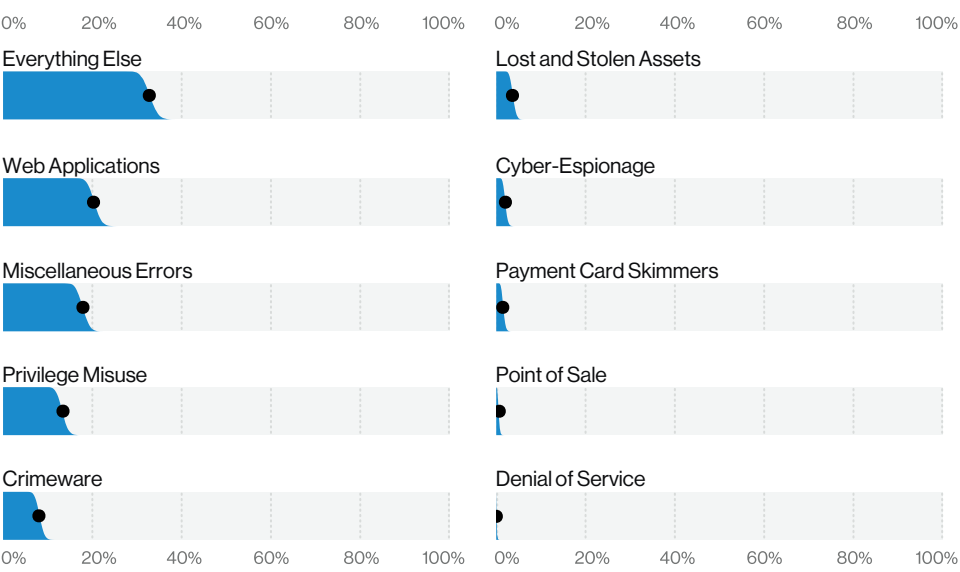 0% 20% 40% 60% 80% 100% 0% 20% 40% 60% 80% 100%
Everything Else
Lost and Stolen Assets
Web Applications
Cyber-Espionage
Miscellaneous Errors
Payment Card Skimmers
Privilege Misuse
Point of Sale
Crimeware
Denial of Service
0% 20% 40% 60% 80% 100% 0% 20% 40% 60% 80% 100%